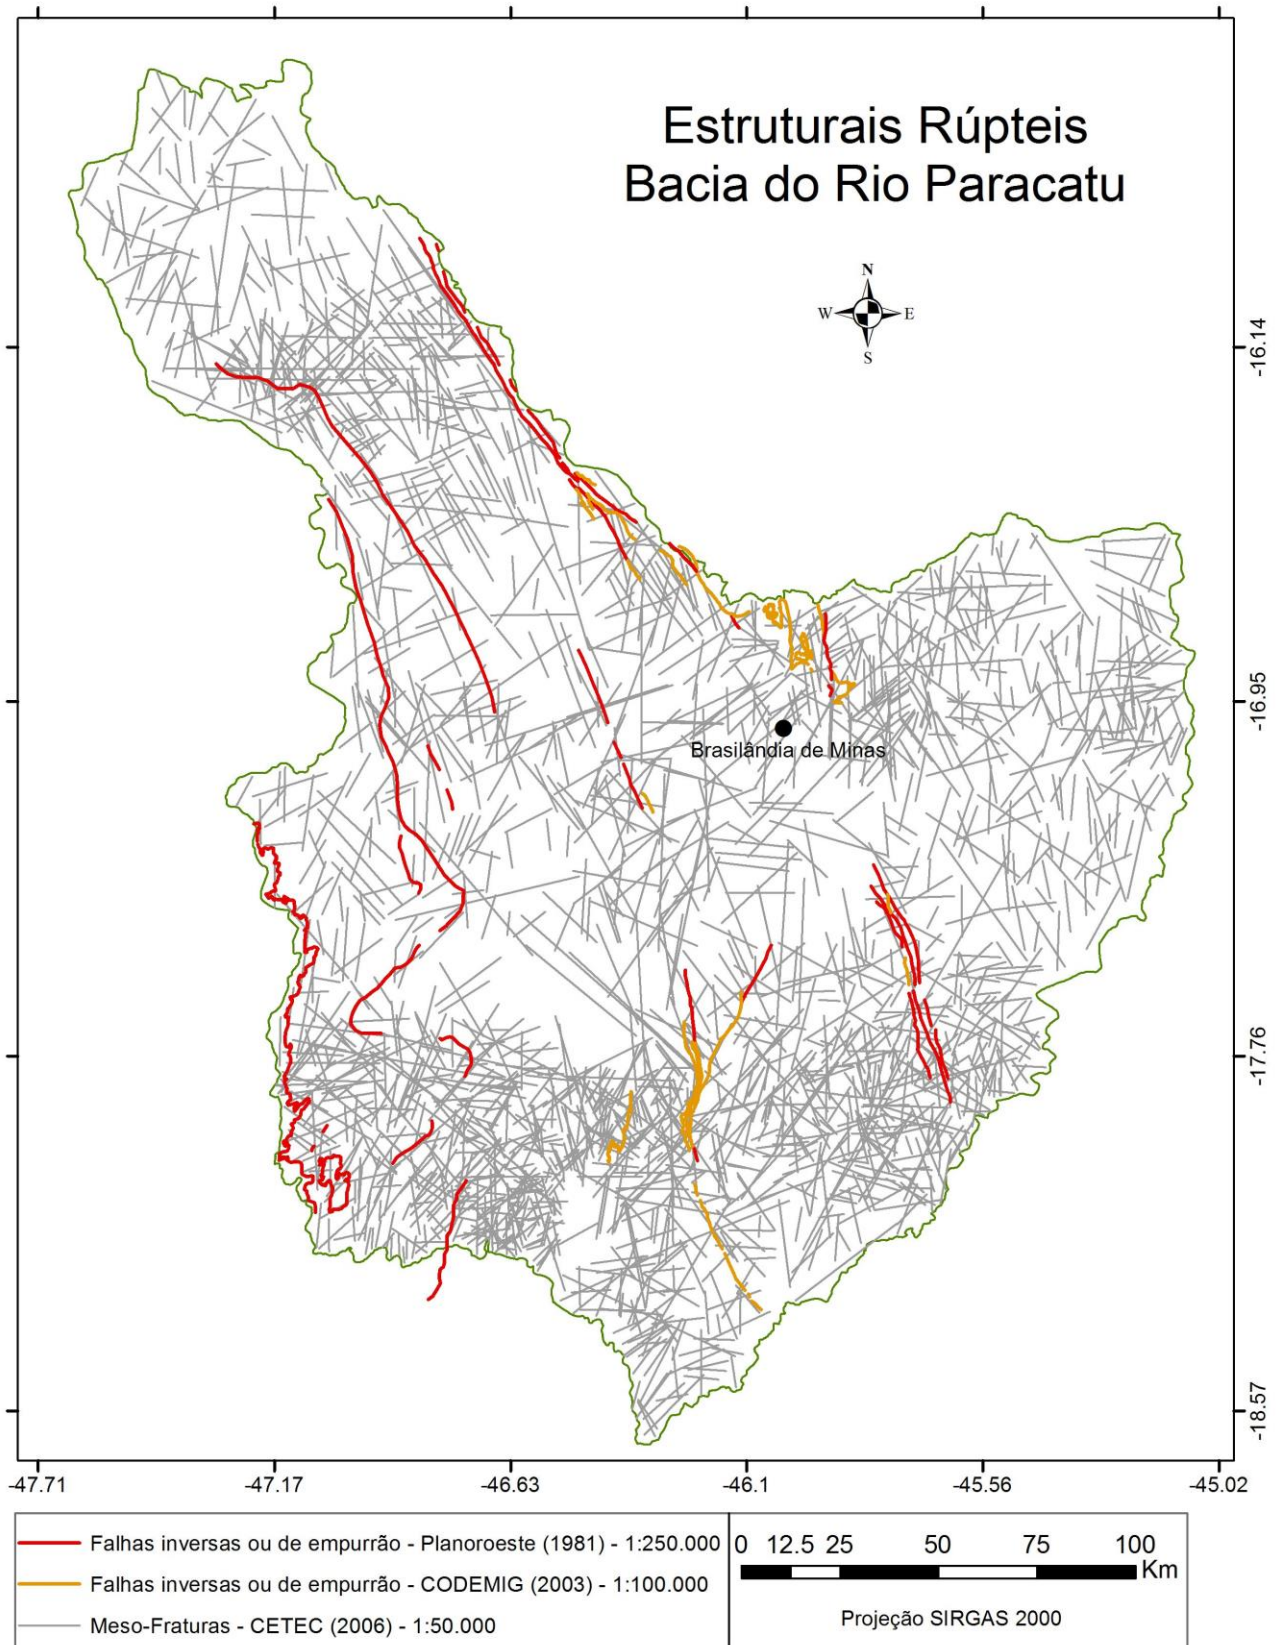 Estruturais Rúpteis
Bacia do Rio Paracatu
N
W
E
S
-16.14
-16.95
Brasilândia de Minas
-17.76
-18.57
-47.71
-47.17
-46.63
-46.1
-45.56
-45.02
Falhas inversas ou de empurrão - Planoroeste (1981) - 1:250.000
Falhas inversas ou de empurrão - CODEMIG (2003) - 1:100.000
Meso-Fraturas - CETEC (2006) - 1:50.000
0 12.5 25 50 75 100
Km
Projeção SIRGAS 2000